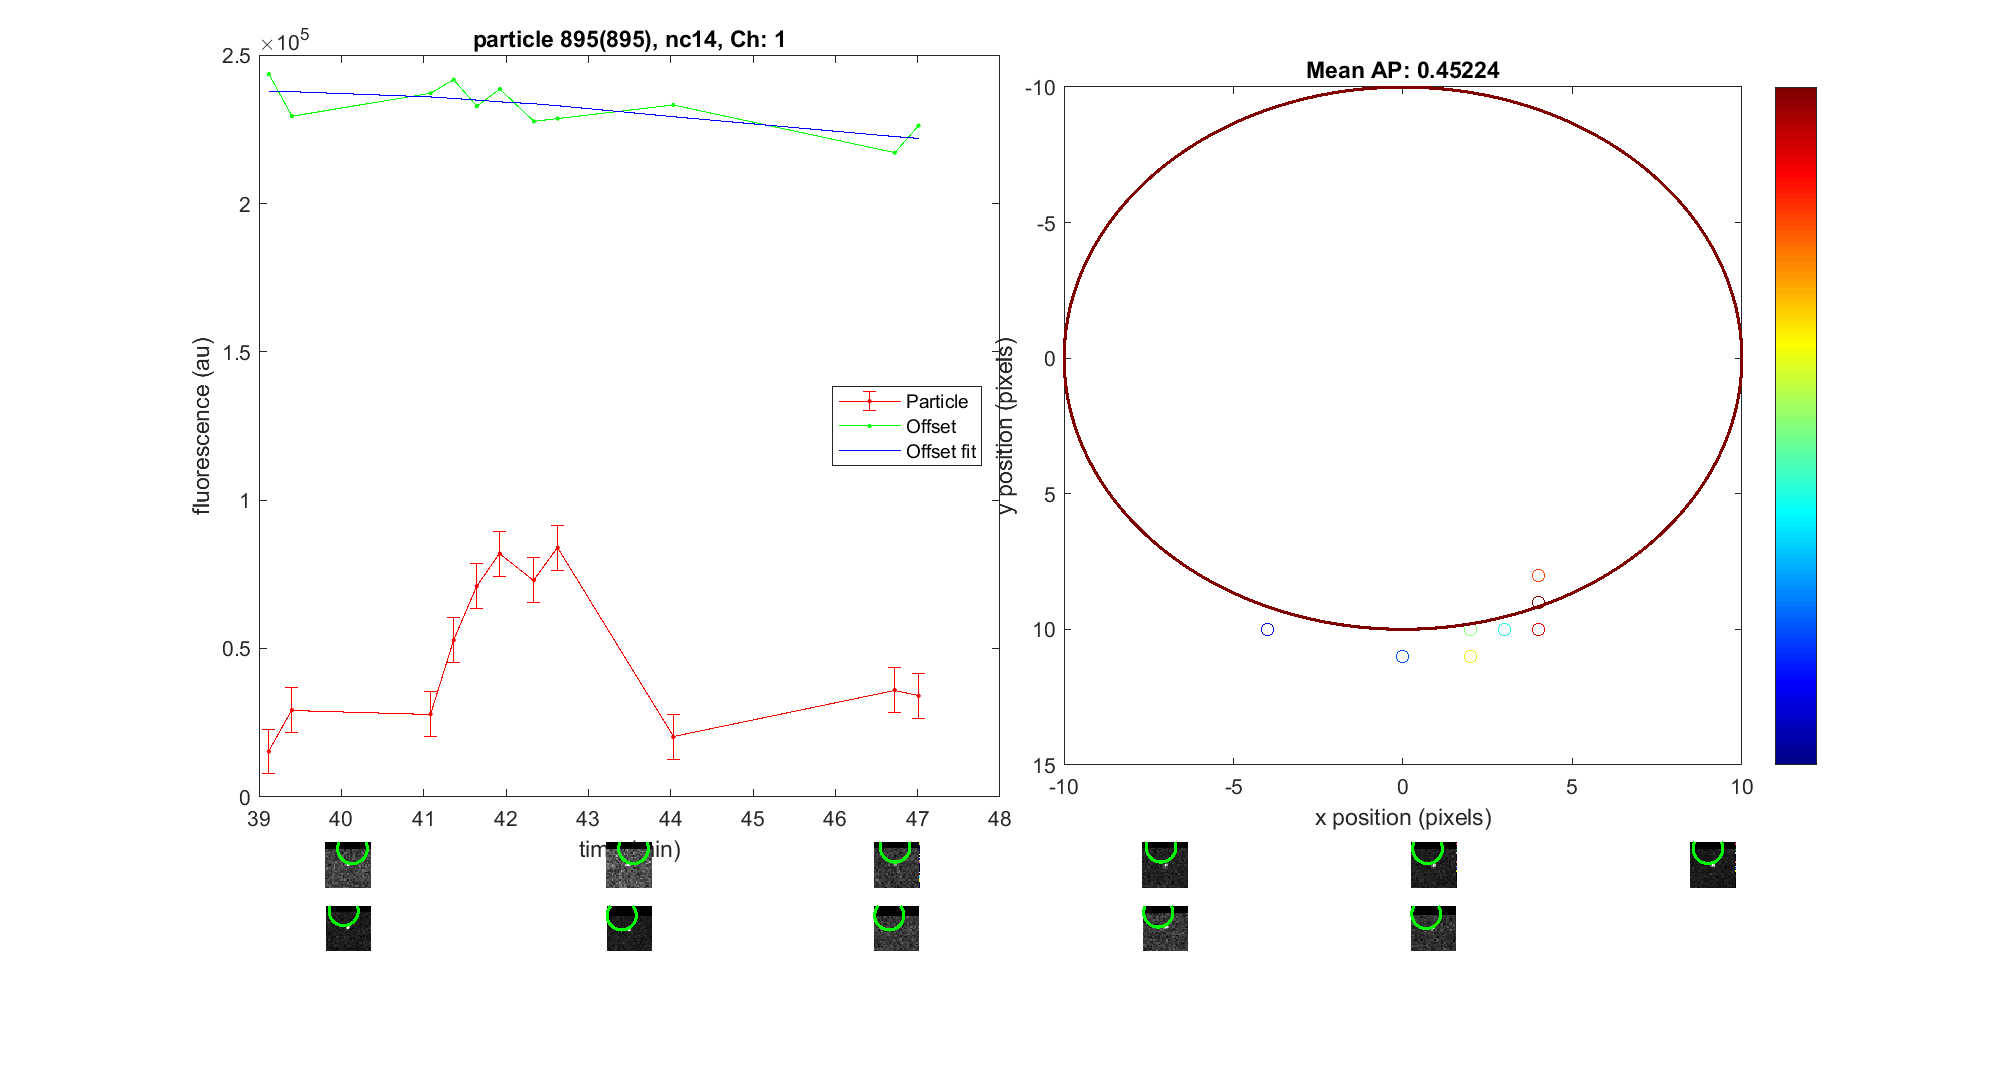 particle 895(895), nc14, Ch: 1
×10^5
2.5
2
1.5
1
0.5
0
fluorescence (au)
39 40 41 42 43 44 45 46 47 48
Particle
Offset
Offset fit
Mean AP: 0.45224
-10
-5
0
5
10
15
y position (pixels)
-10 -5 0 5 10
x position (pixels)